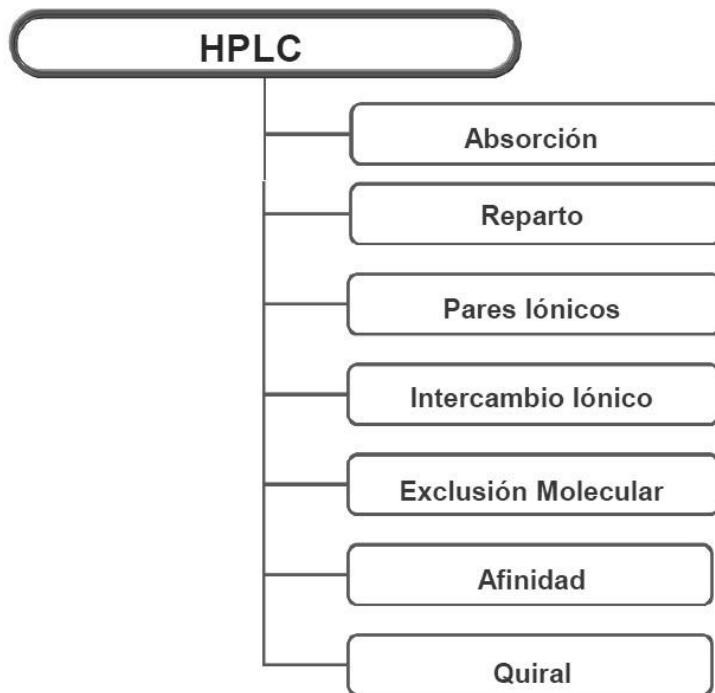 HPLC
Absorción
Reparto
Pares Iónicos
Intercambio Iónico
Exclusión Molecular
Afinidad
Quiral